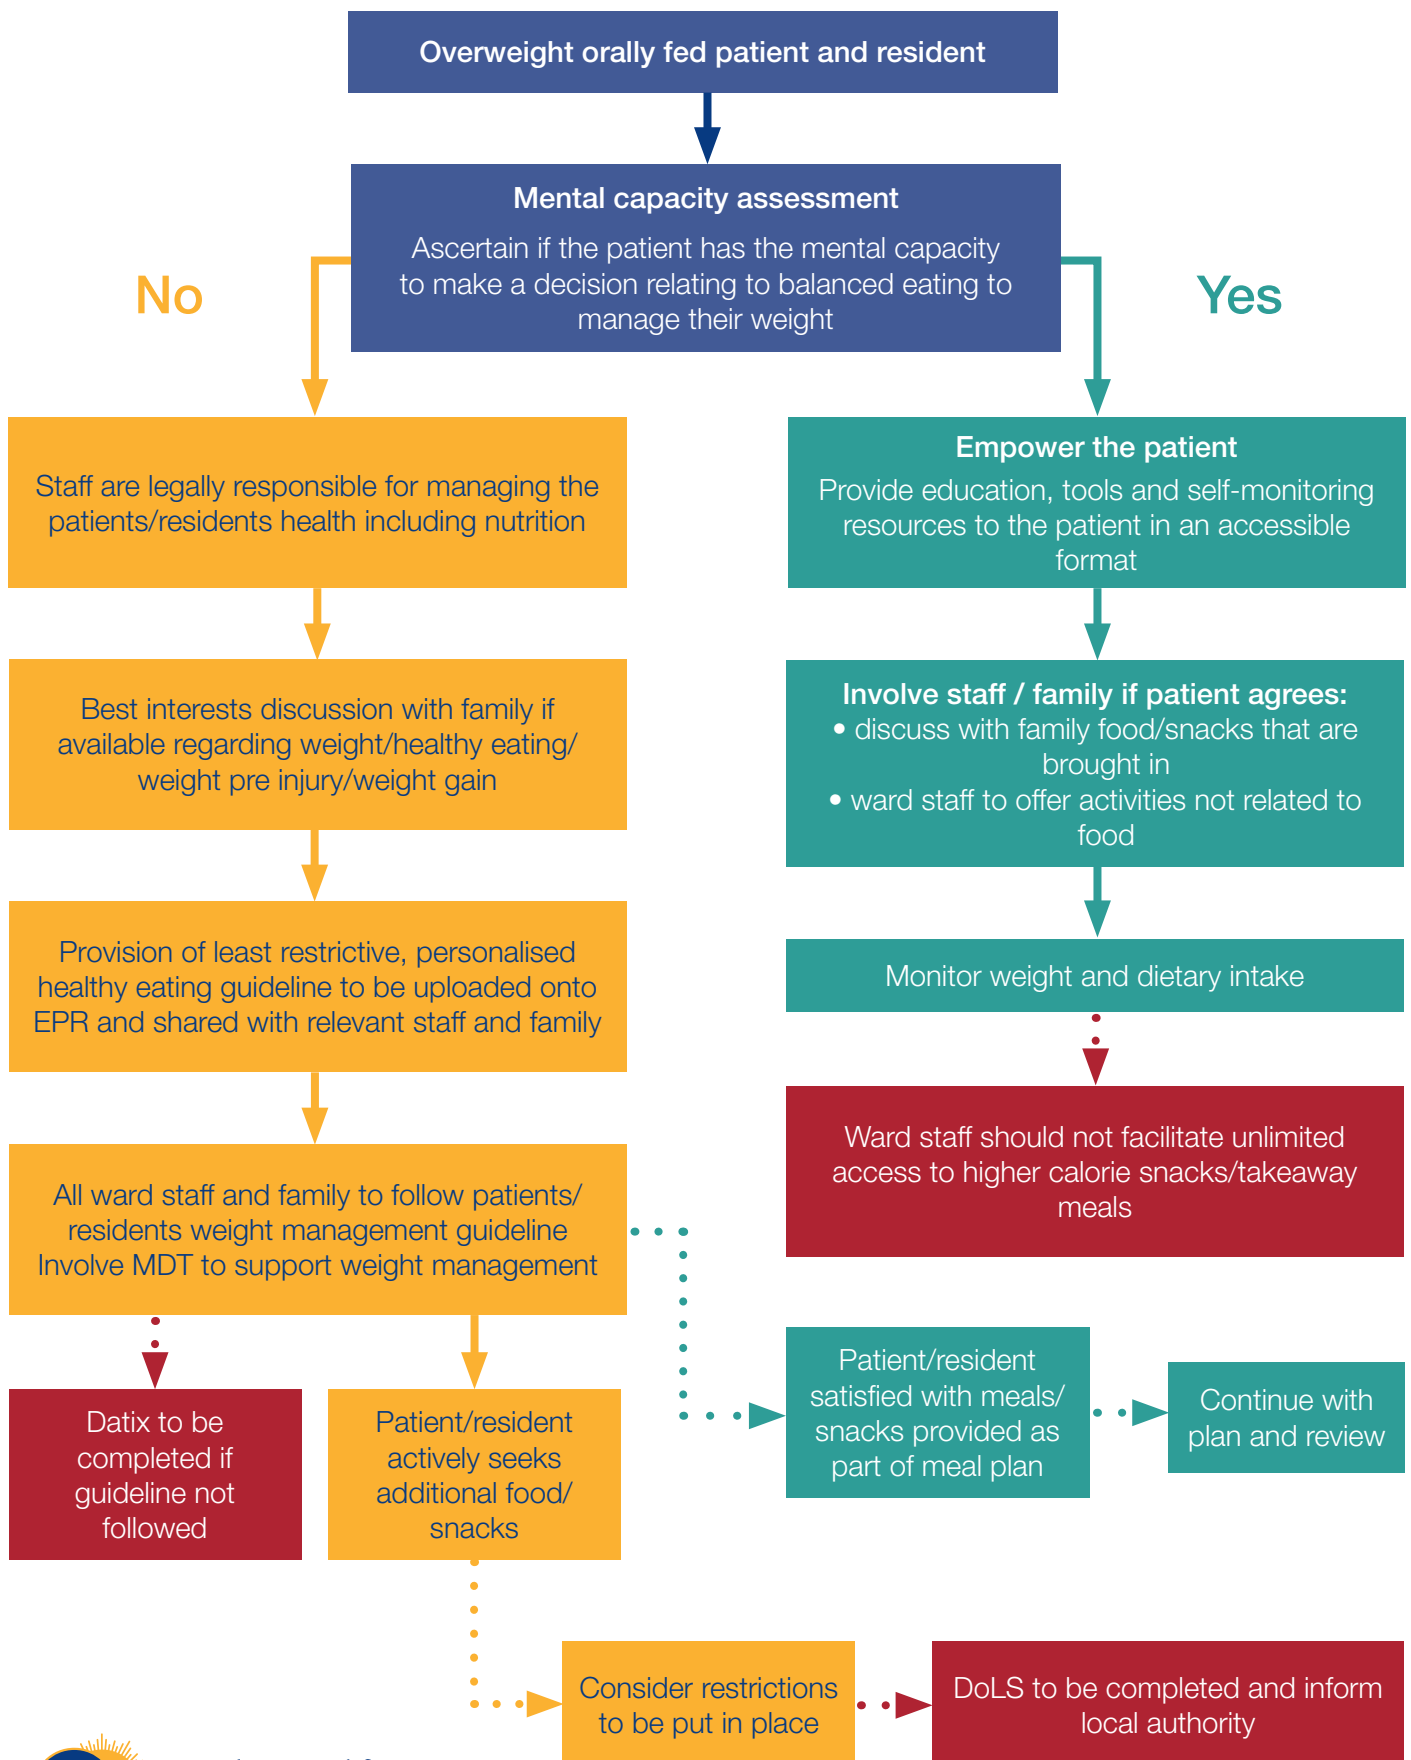 Overweight orally fed patient and resident
Mental capacity assessment
Ascertain if the patient has the mental capacity
to make a decision relating to balanced eating to
manage their weight
No
Yes
Staff are legally responsible for managing the
patients/residents health including nutrition
Best interests discussion with family if
available regarding weight/healthy eating/
weight pre injury/weight gain
Provision of least restrictive, personalised
healthy eating guideline to be uploaded onto
EPR and shared with relevant staff and family
All ward staff and family to follow patients/
residents weight management guideline
Involve MDT to support weight management
Datix to be
completed if
guideline not
followed
Patient/resident
actively seeks
additional food/
snacks
Empower the patient
Provide education, tools and self-monitoring
resources to the patient in an accessible
format
Involve staff / family if patient agrees:
• discuss with family food/snacks that are
brought in
• ward staff to offer activities not related to
food
Monitor weight and dietary intake
Ward staff should not facilitate unlimited
access to higher calorie snacks/takeaway
meals
Patient/resident
satisfied with meals/
snacks provided as
part of meal plan
Continue with
plan and review
Consider restrictions
to be put in place
DoLS to be completed and inform
local authority